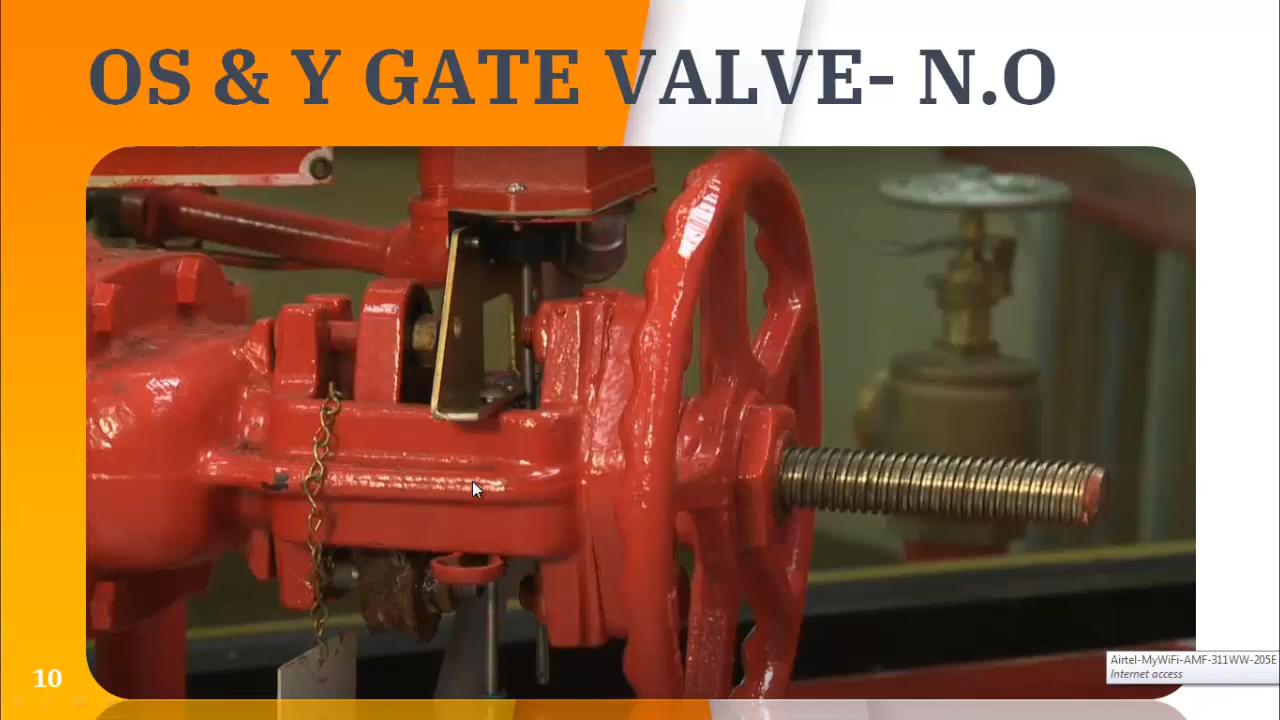 OS & Y GATE VALVE- N.O
10
Airtel-MyWiFi-AMF-311WW-205E
Internet access